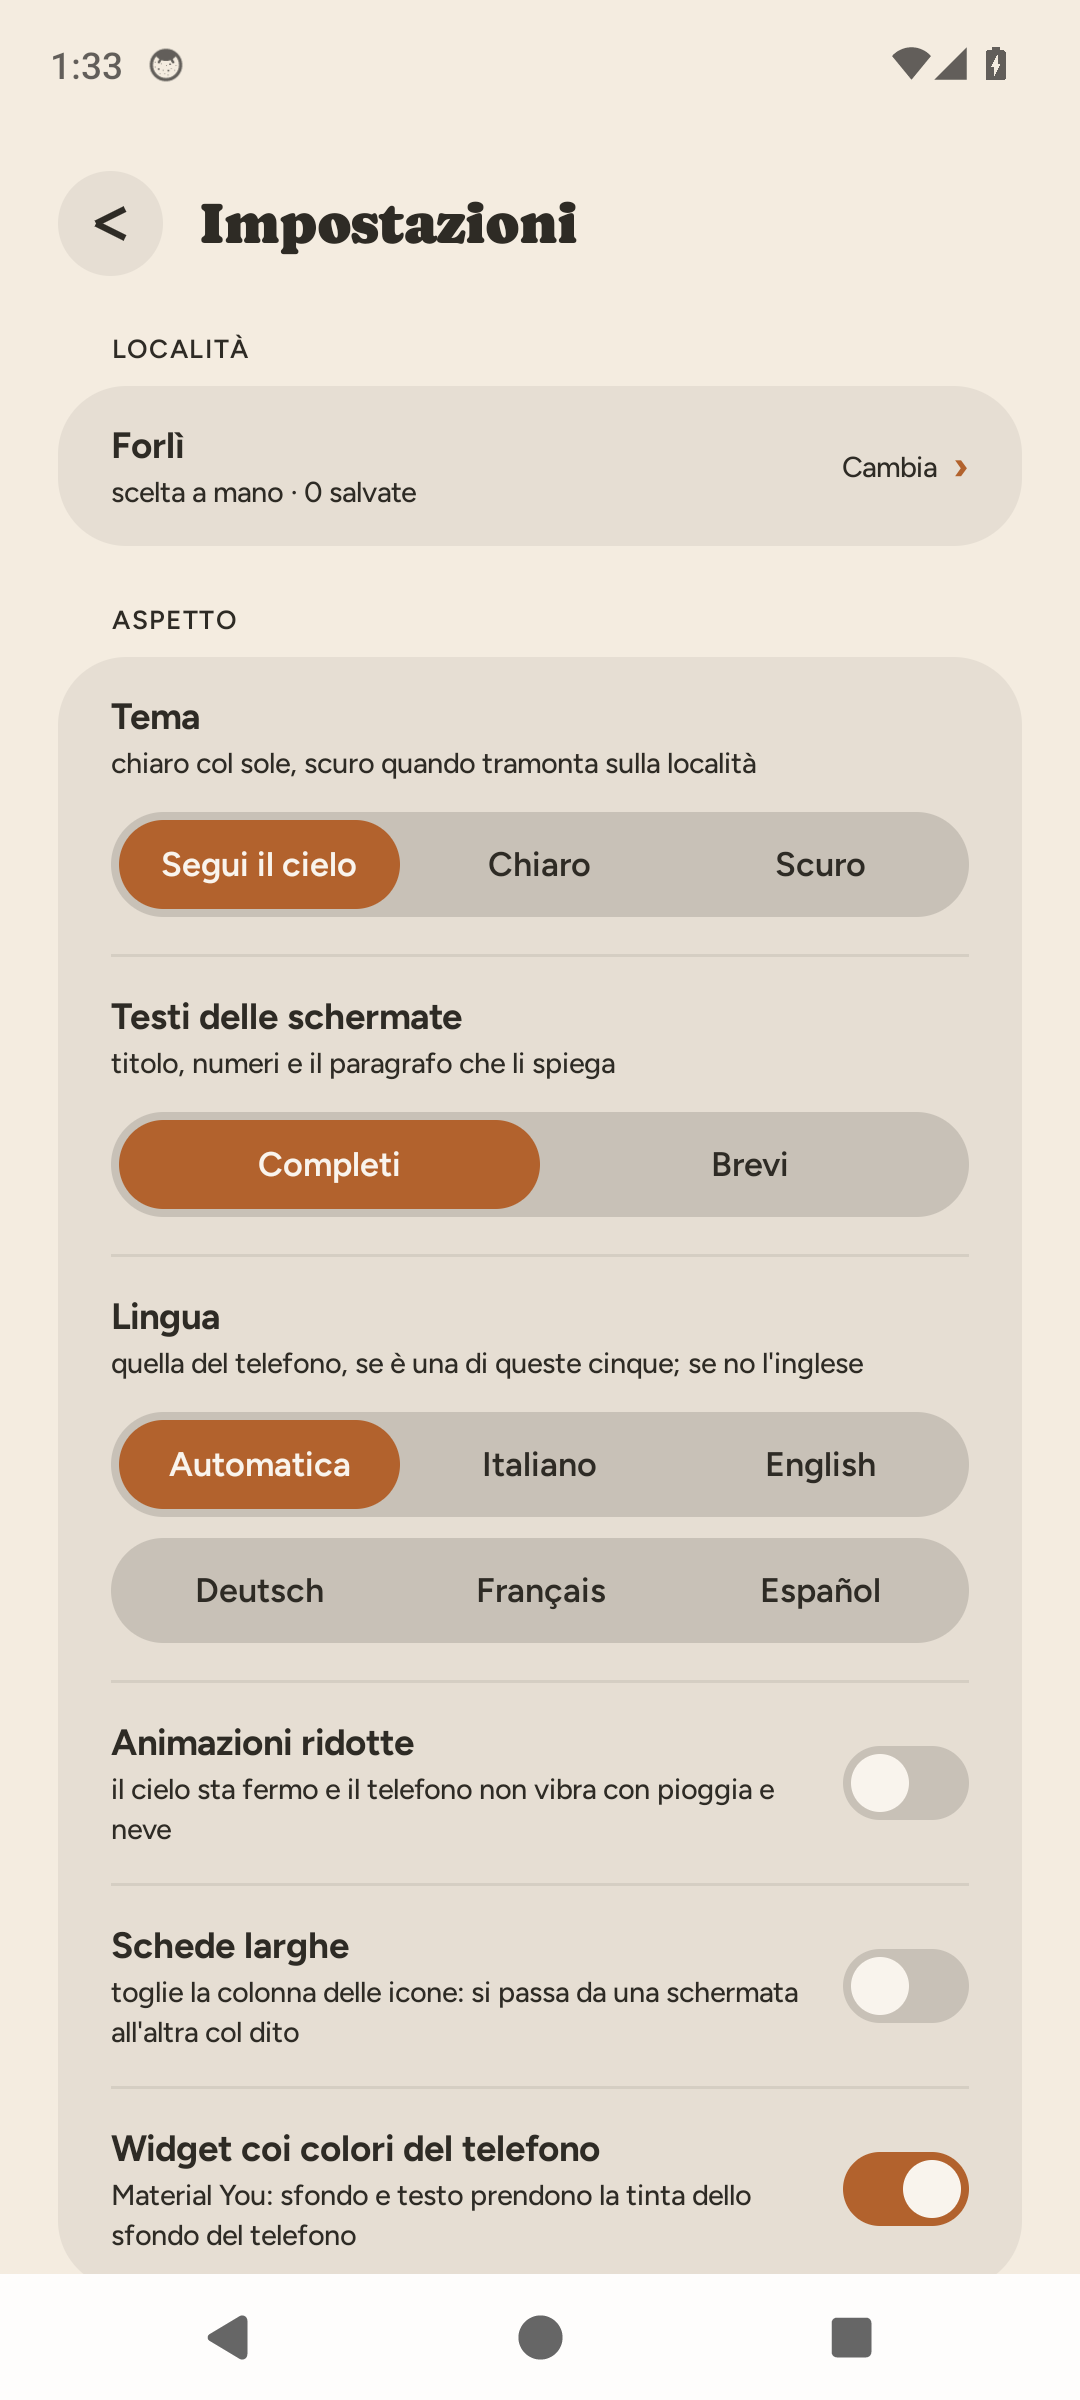 1:33
Impostazioni
LOCALITÀ
Forlì
scelta a mano · 0 salvate
Cambia ›
ASPETTO
Tema
chiaro col sole, scuro quando tramonta sulla località
Segui il cielo Chiaro Scuro
Testi delle schermate
titolo, numeri e il paragrafo che li spiega
Completi Brevi
Lingua
quella del telefono, se è una di queste cinque; se no l'inglese
Automatica Italiano English
Deutsch Français Español
Animazioni ridotte
il cielo sta fermo e il telefono non vibra con pioggia e
neve
Schede larghe
toglie la colonna delle icone: si passa da una schermata
all'altra col dito
Widget coi colori del telefono
Material You: sfondo e testo prendono la tinta dello
sfondo del telefono